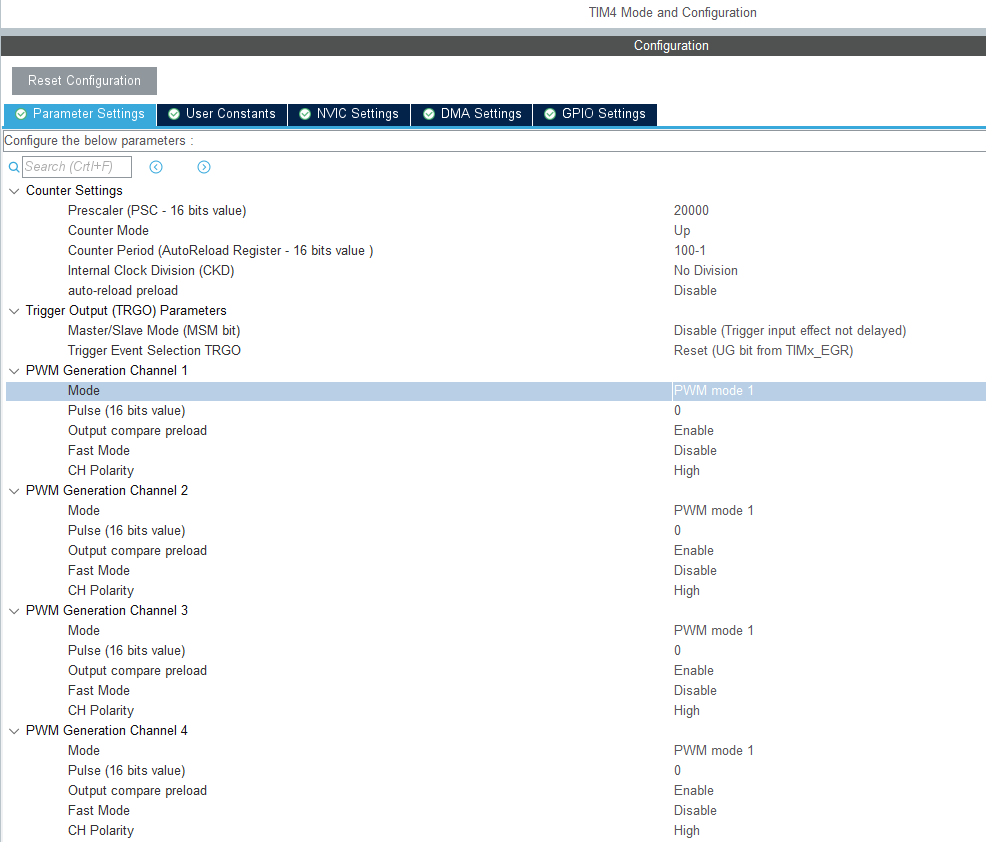 TIM4 Mode and Configuration
Configuration
Reset Configuration
Parameter Settings User Constants NVIC Settings DMA Settings GPIO Settings
Configure the below parameters :
Search (Crtl+F)
Counter Settings
Prescaler (PSC - 16 bits value) 20000
Counter Mode Up
Counter Period (AutoReload Register - 16 bits value ) 100-1
Internal Clock Division (CKD) No Division
auto-reload preload Disable
Trigger Output (TRGO) Parameters
Master/Slave Mode (MSM bit) Disable (Trigger input effect not delayed)
Trigger Event Selection TRGO Reset (UG bit from TIMx_EGR)
PWM Generation Channel 1
Mode PWM mode 1
Pulse (16 bits value) 0
Output compare preload Enable
Fast Mode Disable
CH Polarity High
PWM Generation Channel 2
Mode PWM mode 1
Pulse (16 bits value) 0
Output compare preload Enable
Fast Mode Disable
CH Polarity High
PWM Generation Channel 3
Mode PWM mode 1
Pulse (16 bits value) 0
Output compare preload Enable
Fast Mode Disable
CH Polarity High
PWM Generation Channel 4
Mode PWM mode 1
Pulse (16 bits value) 0
Output compare preload Enable
Fast Mode Disable
CH Polarity High